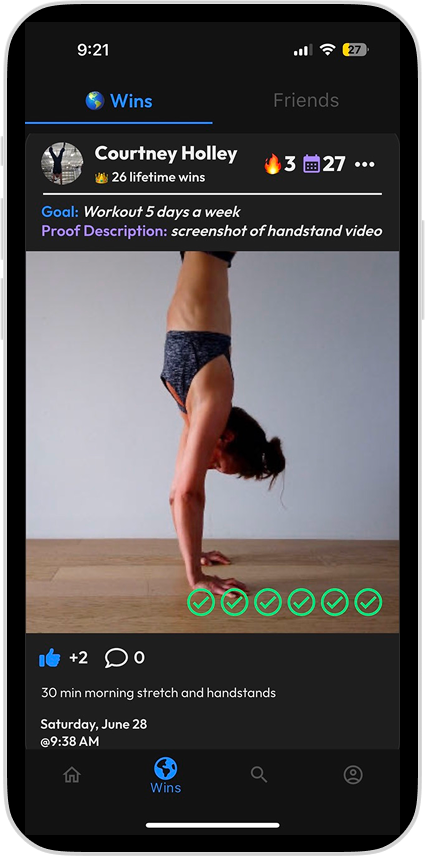 9:21
27
Wins
Friends
Courtney Holley
26 lifetime wins
3
27
Goal: Workout 5 days a week
Proof Description: screenshot of handstand video
+2
0
30 min morning stretch and handstands
Saturday, June 28
@9:38 AM
Wins